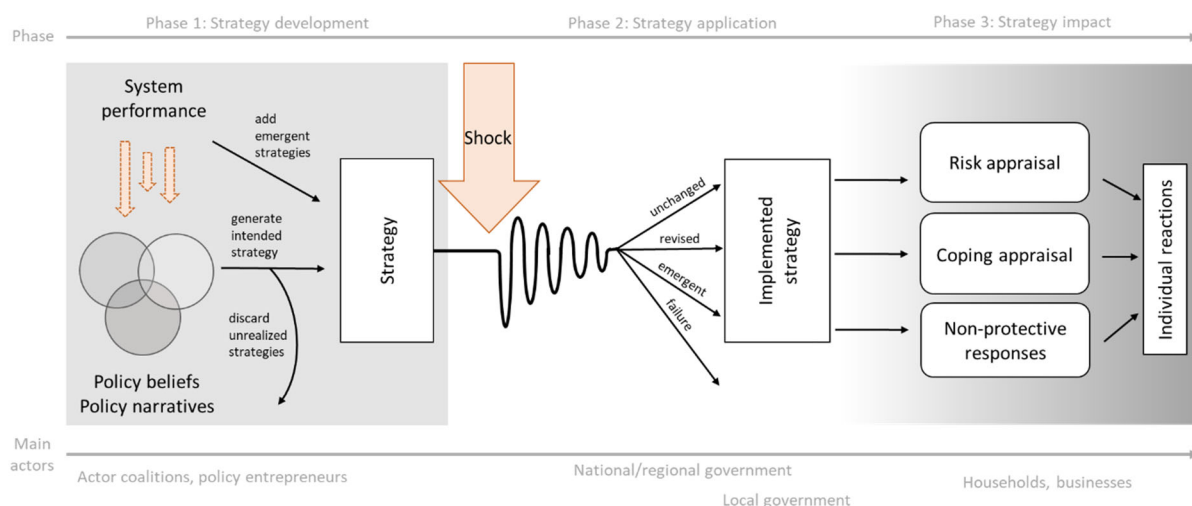 Phase 1: Strategy development
Phase 2: Strategy application
Phase 3: Strategy impact
Phase
System
performance
add
emergent
strategies
generate
intended
strategy
discard
unrealized
strategies
Policy beliefs
Policy narratives
Strategy
Shock
unchanged
revised
emergent
failure
Implemented
strategy
Risk appraisal
Coping appraisal
Non-protective
responses
Individual reactions
Main
actors
Actor coalitions, policy entrepreneurs
National/regional government
Local government
Households, businesses